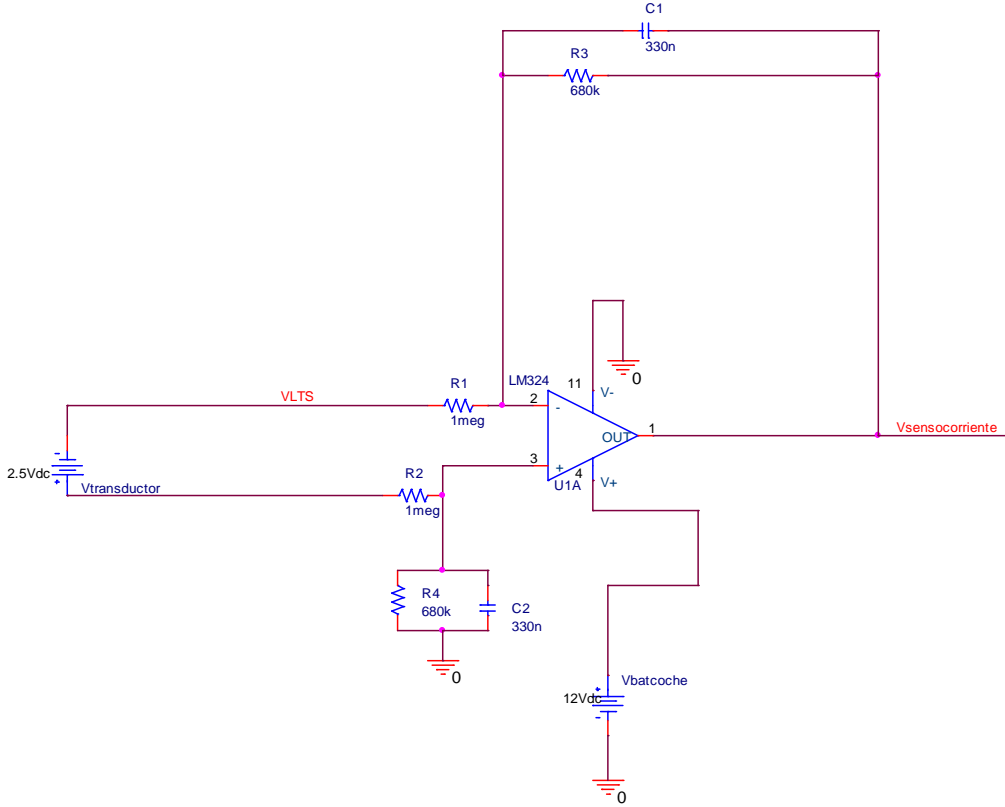 C1
330n
R3
680k
LM324
11
V-
0
VLTS
R1
1meg
2
-
OUT
1
Vsensocorriente
3
+
4
U1A
V+
2.5Vdc
-
+
Vtransductor
R2
1meg
R4
680k
C2
330n
0
Vbatcoche
+
12Vdc
-
0